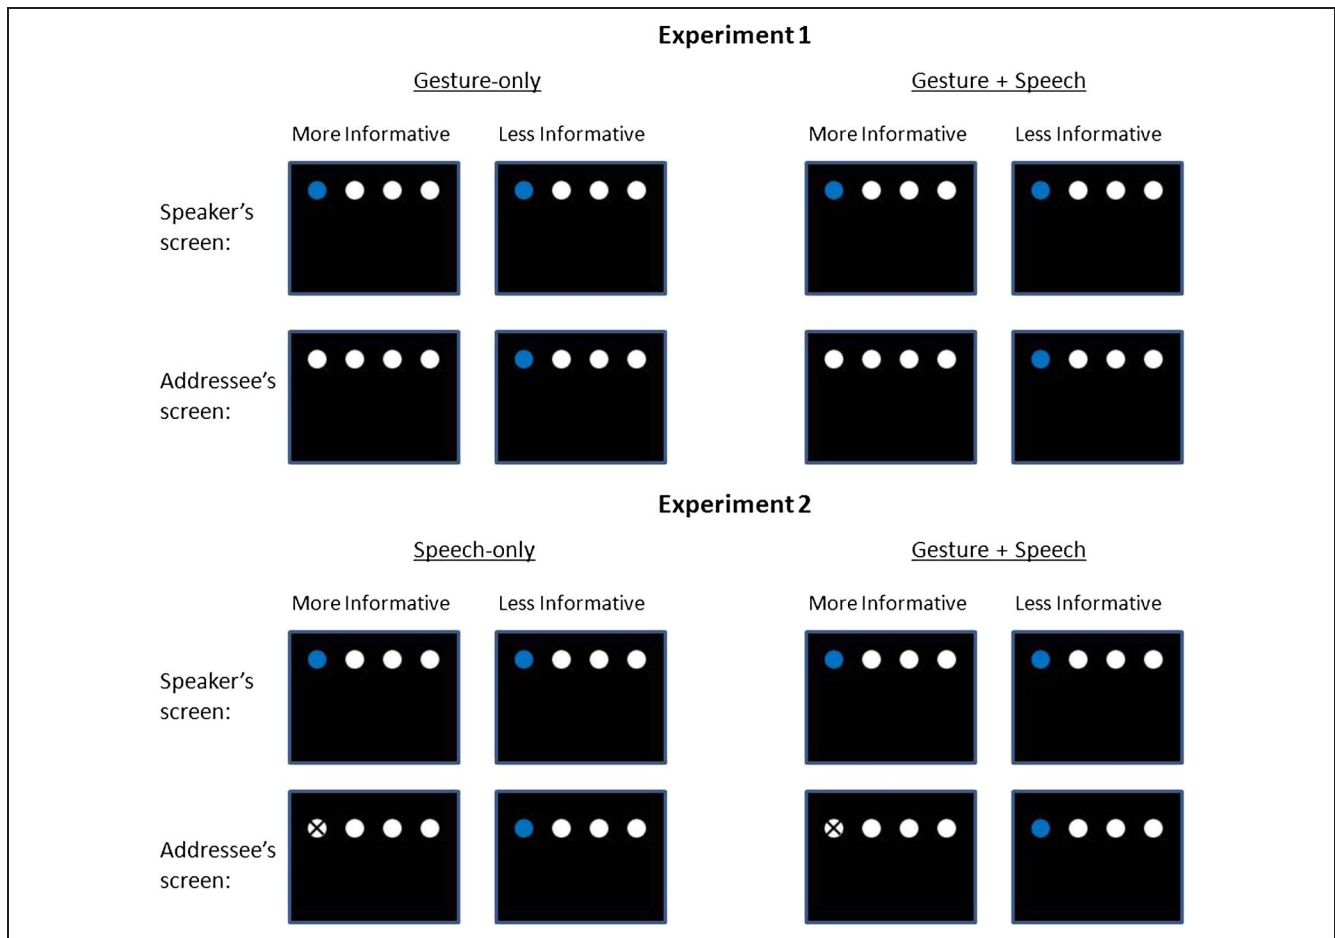 Experiment 1
Gesture-only Gesture + Speech
More Informative Less Informative More Informative Less Informative
Speaker's
screen:
Addressee's
screen:
Experiment 2
Speech-only Gesture + Speech
More Informative Less Informative More Informative Less Informative
Speaker's
screen:
Addressee's
screen: